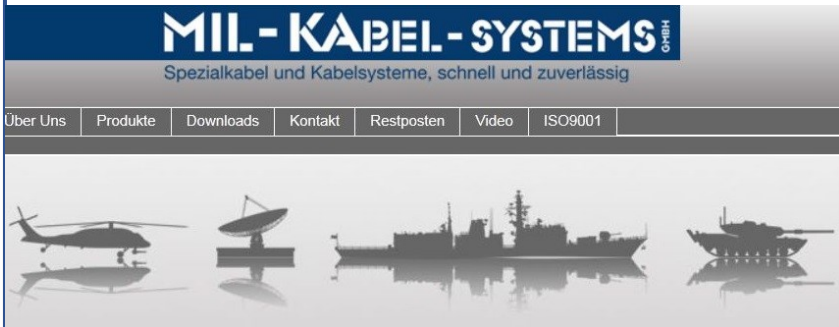 MIL-KABEL-SYSTEMS GMBH
Spezialkabel und Kabelsysteme, schnell und zuverlässig
Über Uns Produkte Downloads Kontakt Restposten Video ISO9001